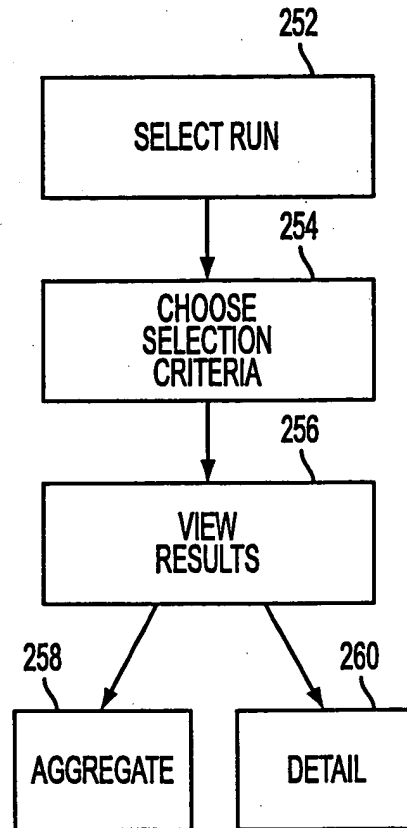 252
SELECT RUN
254
CHOOSE
SELECTION
CRITERIA
256
VIEW
RESULTS
258
AGGREGATE
260
DETAIL